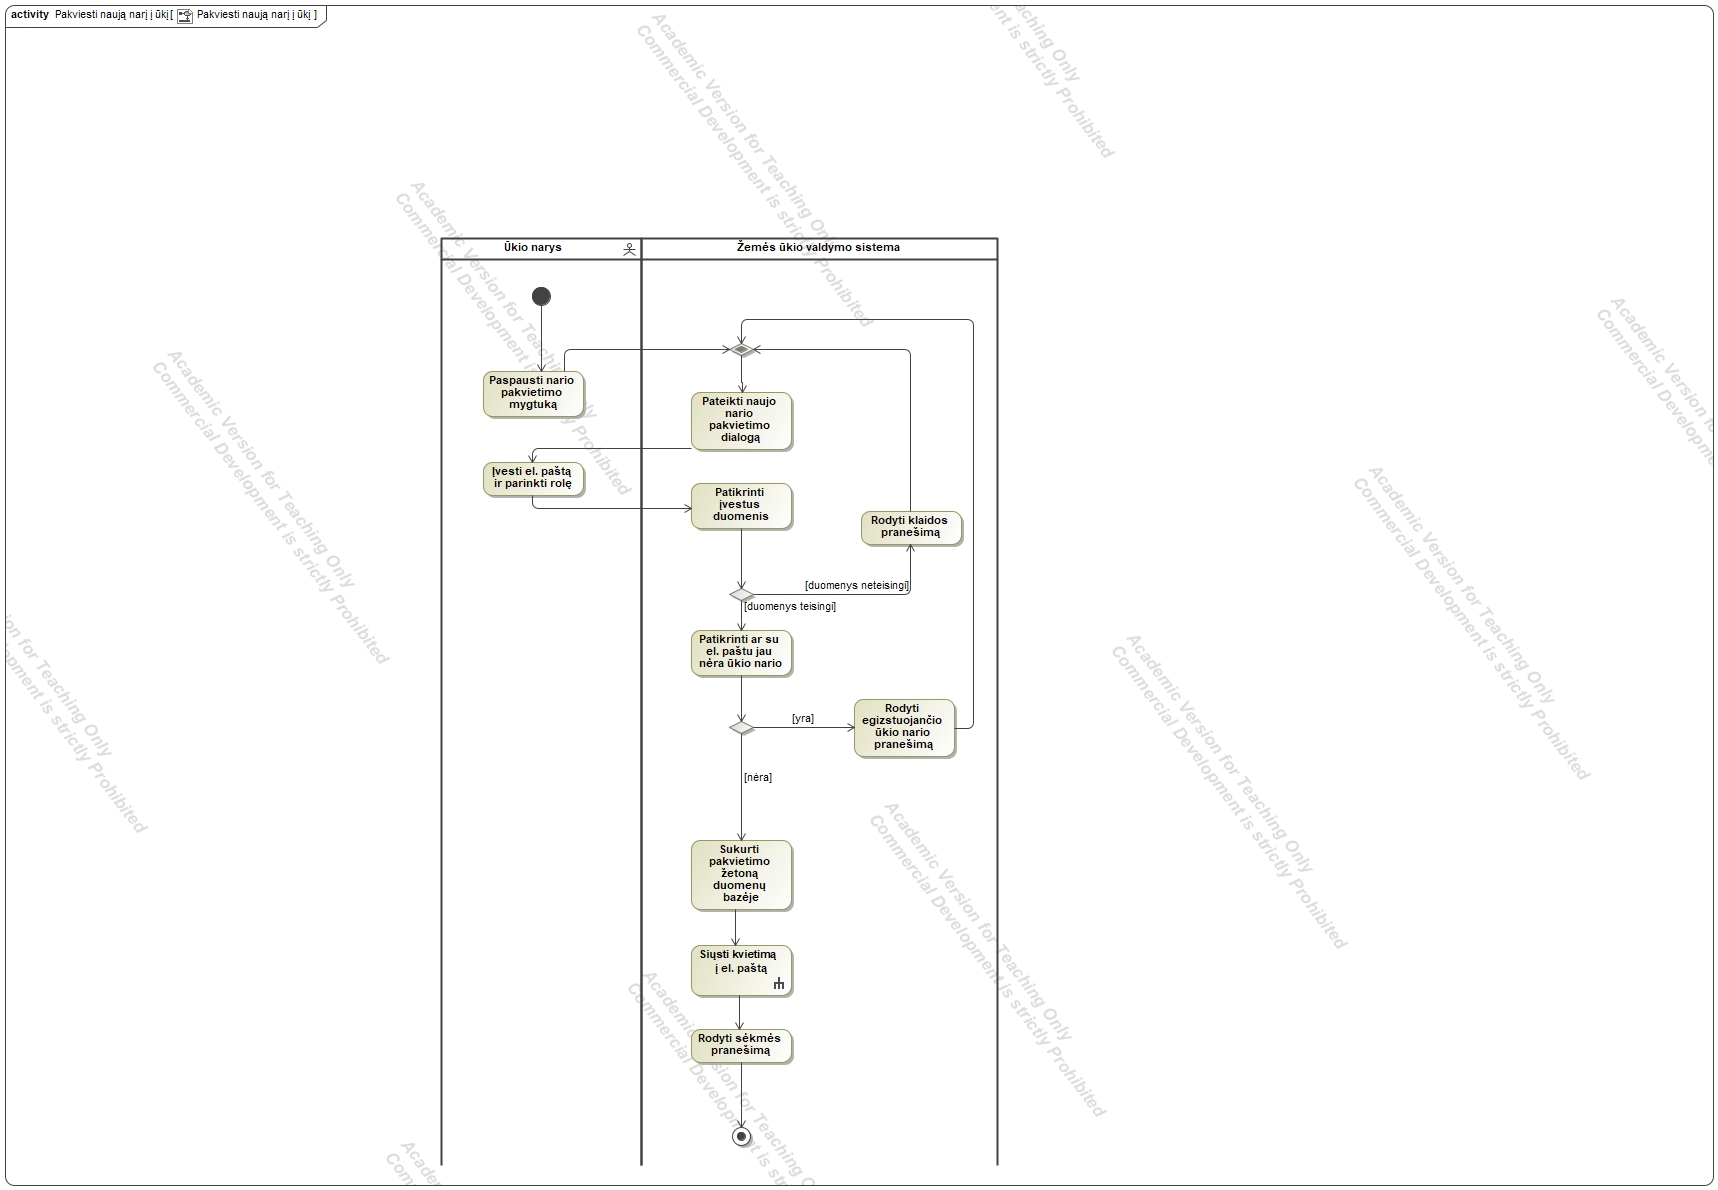 activity Pakviesti naują narį į ūkį[ Pakviesti naują narį į ūkį ]
Ūkio narys
Žemės ūkio valdymo sistema
Paspausti nario
pakvietimo
mygtuką
Pateikti naujo
nario
pakvietimo
dialogą
Įvesti el. paštą
ir parinkti rolę
Patikrinti
įvestus
duomenis
Rodyti klaidos
pranešimą
[duomenys neteisingi]
[duomenys teisingi]
Patikrinti ar su
el. paštu jau
nėra ūkio nario
[yra]
Rodyti
egizstuojančio
ūkio nario
pranešimą
[nėra]
Sukurti
pakvietimo
žetoną
duomenų
bazėje
Siųsti kvietimą
į el. paštą
Rodyti sėkmės
pranešimą
Academic Version for Teaching Only
Commercial Development is strictly Prohibited